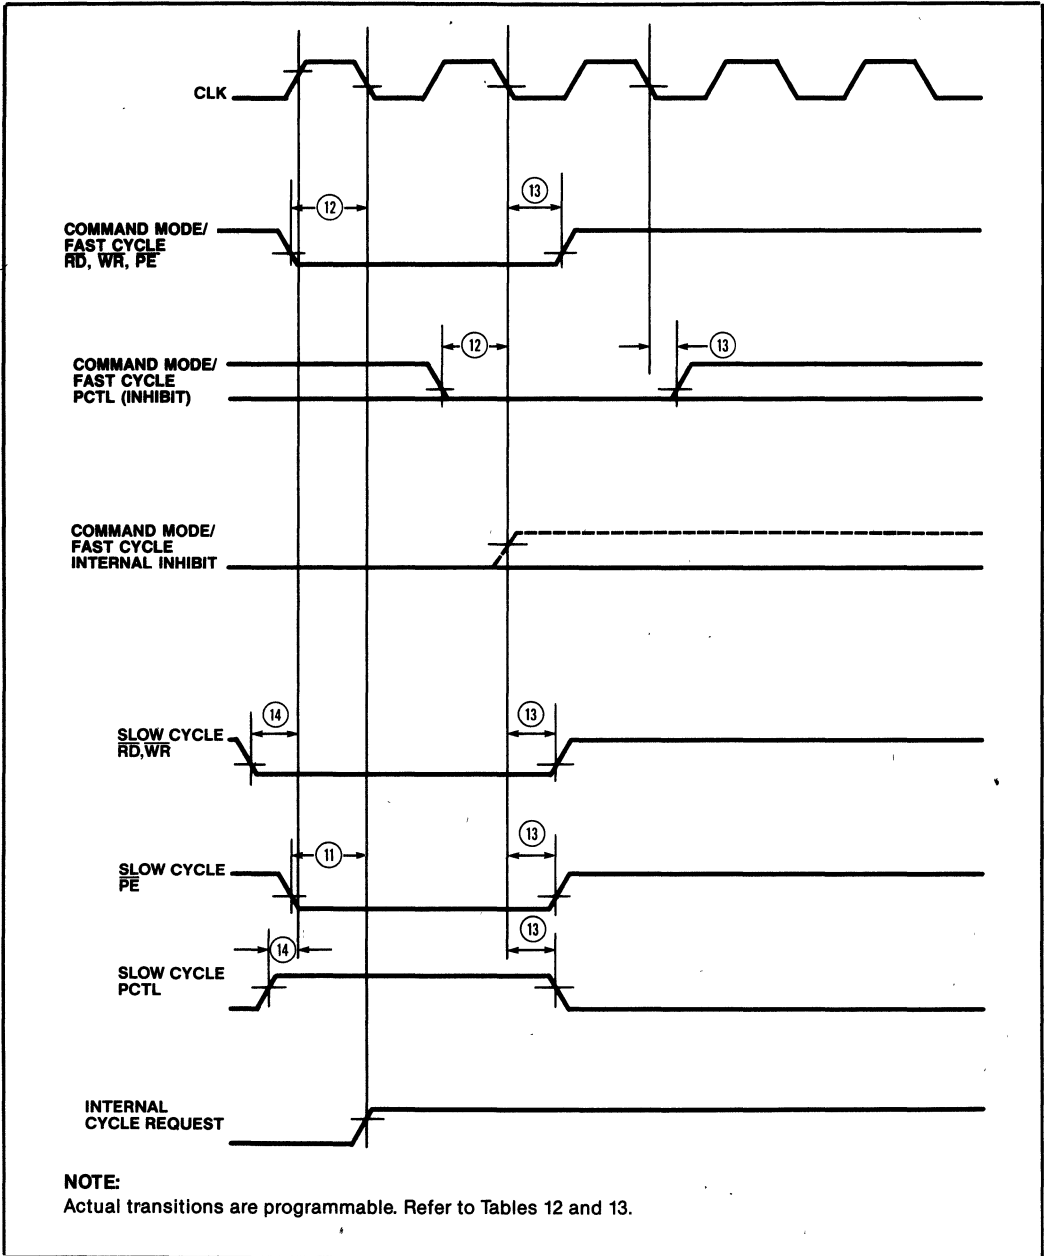 CLK
12
13
COMMAND MODE/
FAST CYCLE
RD, WR, PE
12
13
COMMAND MODE/
FAST CYCLE
PCTL (INHIBIT)
COMMAND MODE/
FAST CYCLE
INTERNAL INHIBIT
14
13
SLOW CYCLE
RD,WR
11
13
SLOW CYCLE
PE
14
13
SLOW CYCLE
PCTL
INTERNAL
CYCLE REQUEST
NOTE:
Actual transitions are programmable. Refer to Tables 12 and 13.